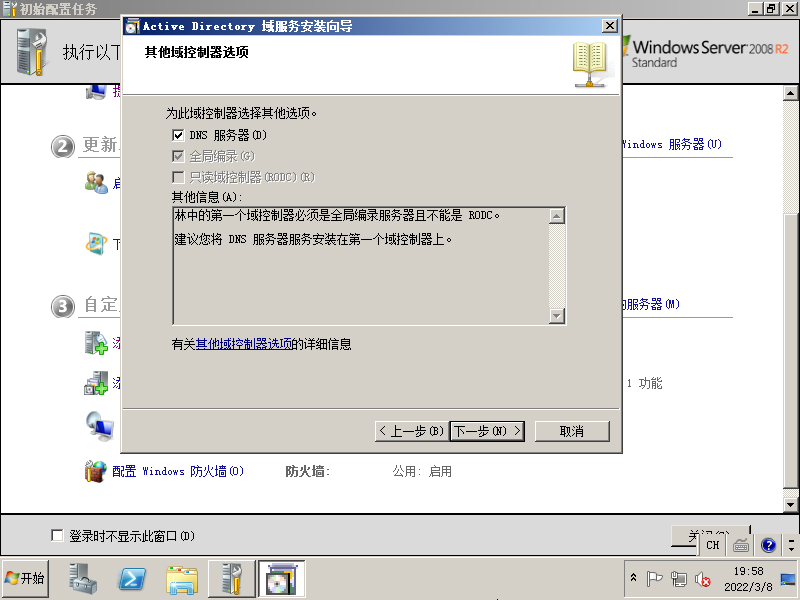 初始配置任务
执行以下
Windows Server 2008 R2
Standard
Active Directory 域服务安装向导
其他域控制器选项
为此域控制器选择其他选项。
DNS 服务器(D)
全局编录(G)
只读域控制器(RODC)(R)
其他信息(A):
林中的第一个域控制器必须是全局编录服务器且不能是 RODC。
建议您将 DNS 服务器服务安装在第一个域控制器上。
有关其他域控制器选项的详细信息
< 上一步(B)
下一步(N) >
取消
2
更新
Windows 服务器(U)
启
下
3
自定
服务器(M)
添
添
1 功能
配置 Windows 防火墙(O)
防火墙:
公用: 启用
登录时不显示此窗口(D)
CH
开始
19:58
2022/3/8